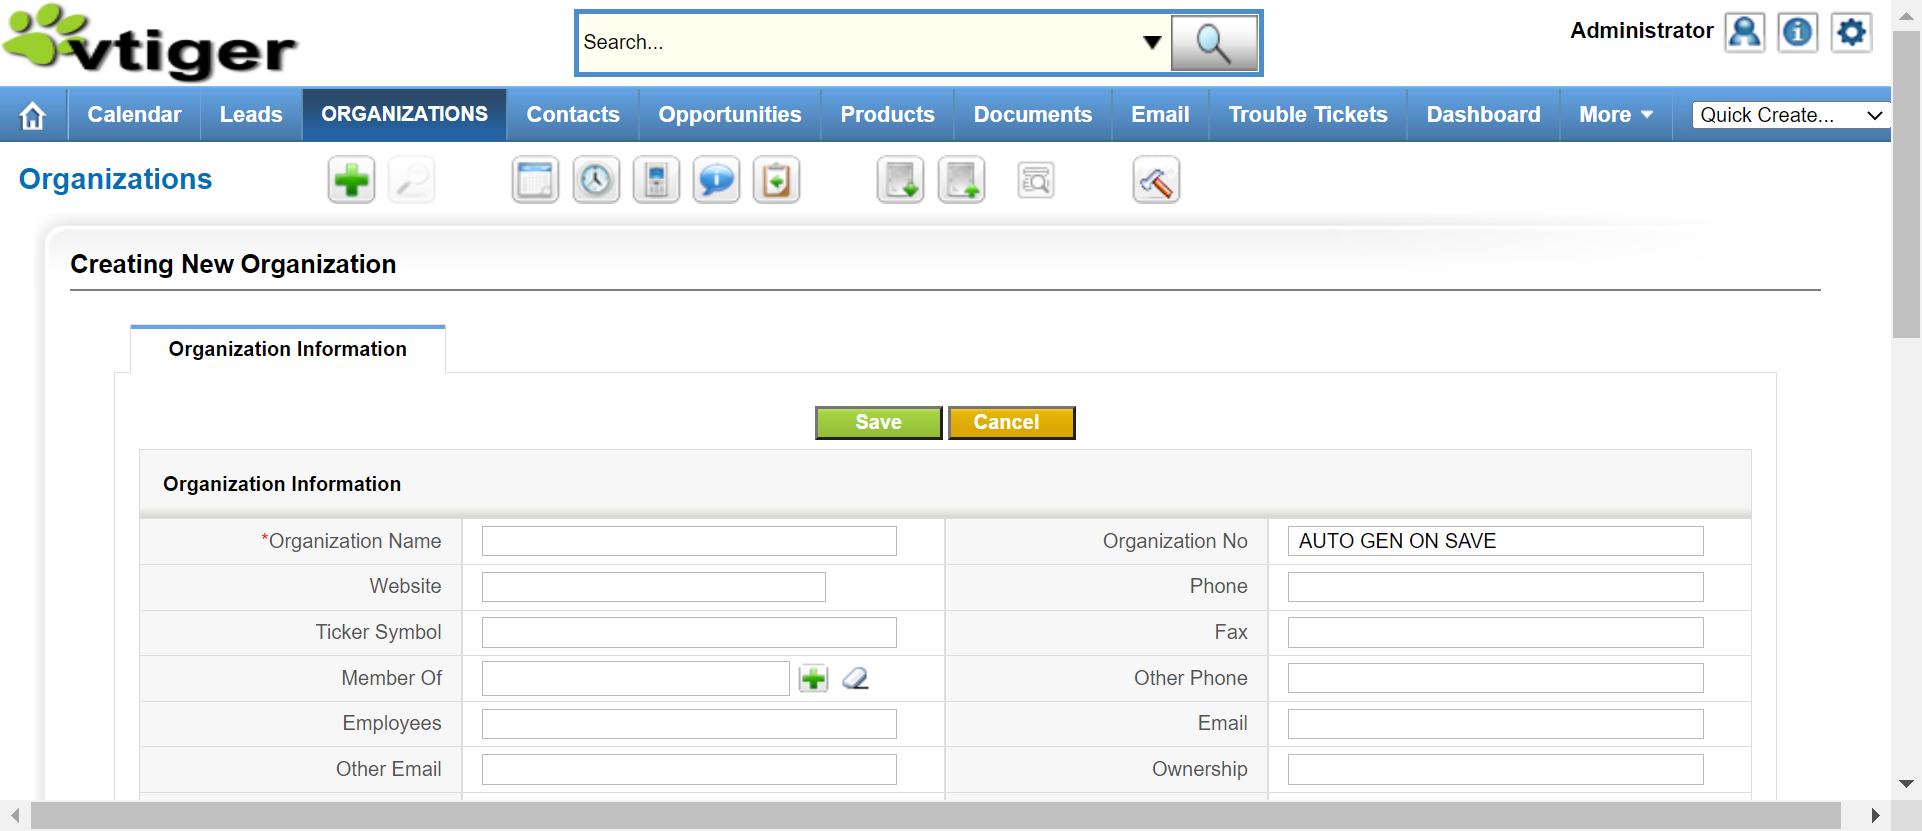 vtiger
Search...
Administrator
Calendar Leads ORGANIZATIONS Contacts Opportunities Products Documents Email Trouble Tickets Dashboard More Quick Create...
Organizations
Creating New Organization
Organization Information
Save Cancel
Organization Information
*Organization Name Organization No AUTO GEN ON SAVE
Website Phone
Ticker Symbol Fax
Member Of Other Phone
Employees Email
Other Email Ownership